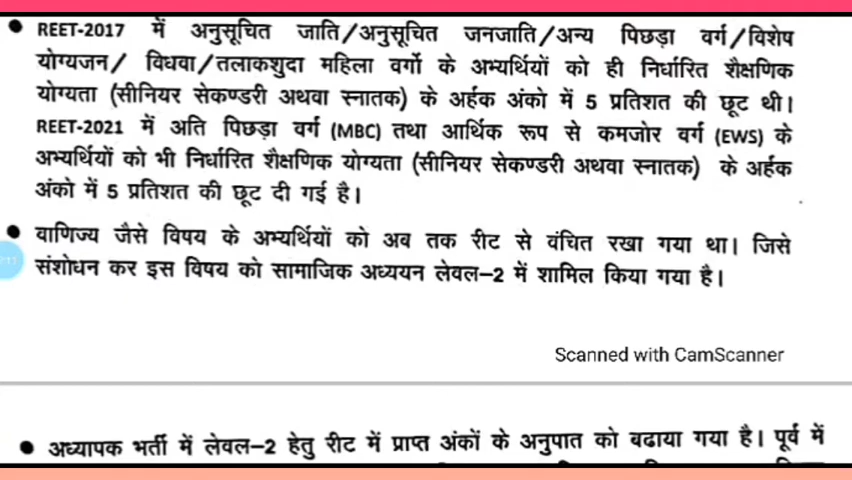 ● REET-2017 में अनुसूचित जाति/अनुसूचित जनजाति/अन्य पिछड़ा वर्ग/विशेष
योग्यजन/ विधवा/तलाकशुदा महिला वर्गो के अभ्यर्थियों को ही निर्धारित शैक्षणिक
योग्यता (सीनियर सेकण्डरी अथवा स्नातक) के अर्हक अंको में 5 प्रतिशत की छूट थी।
REET-2021 में अति पिछड़ा वर्ग (MBC) तथा आर्थिक रूप से कमजोर वर्ग (EWS) के
अभ्यर्थियों को भी निर्धारित शैक्षणिक योग्यता (सीनियर सेकण्डरी अथवा स्नातक) के अर्हक
अंको में 5 प्रतिशत की छूट दी गई है।
● वाणिज्य जैसे विषय के अभ्यर्थियों को अब तक रीट से वंचित रखा गया था। जिसे
संशोधन कर इस विषय को सामाजिक अध्ययन लेवल–2 में शामिल किया गया है।
Scanned with CamScanner
● अध्यापक भर्ती में लेवल–2 हेतु रीट में प्राप्त अंकों के अनुपात को बढाया गया है। पूर्व में